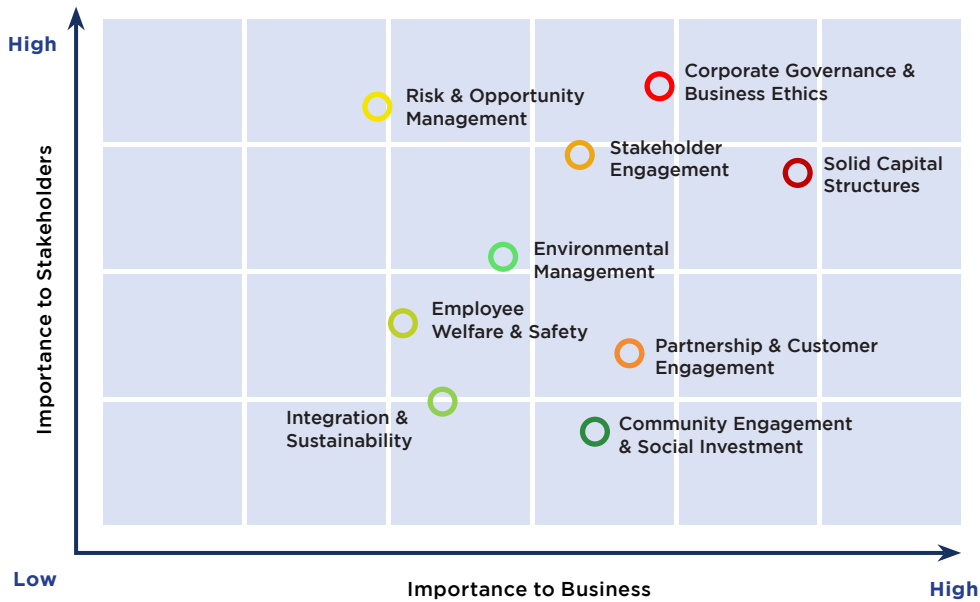 High
Importance to Stakeholders
Corporate Governance &
Business Ethics
Risk & Opportunity
Management
Stakeholder
Engagement
Solid Capital
Structures
Environmental
Management
Employee
Welfare & Safety
Partnership & Customer
Engagement
Integration &
Sustainability
Community Engagement
& Social Investment
Low
Importance to Business
High